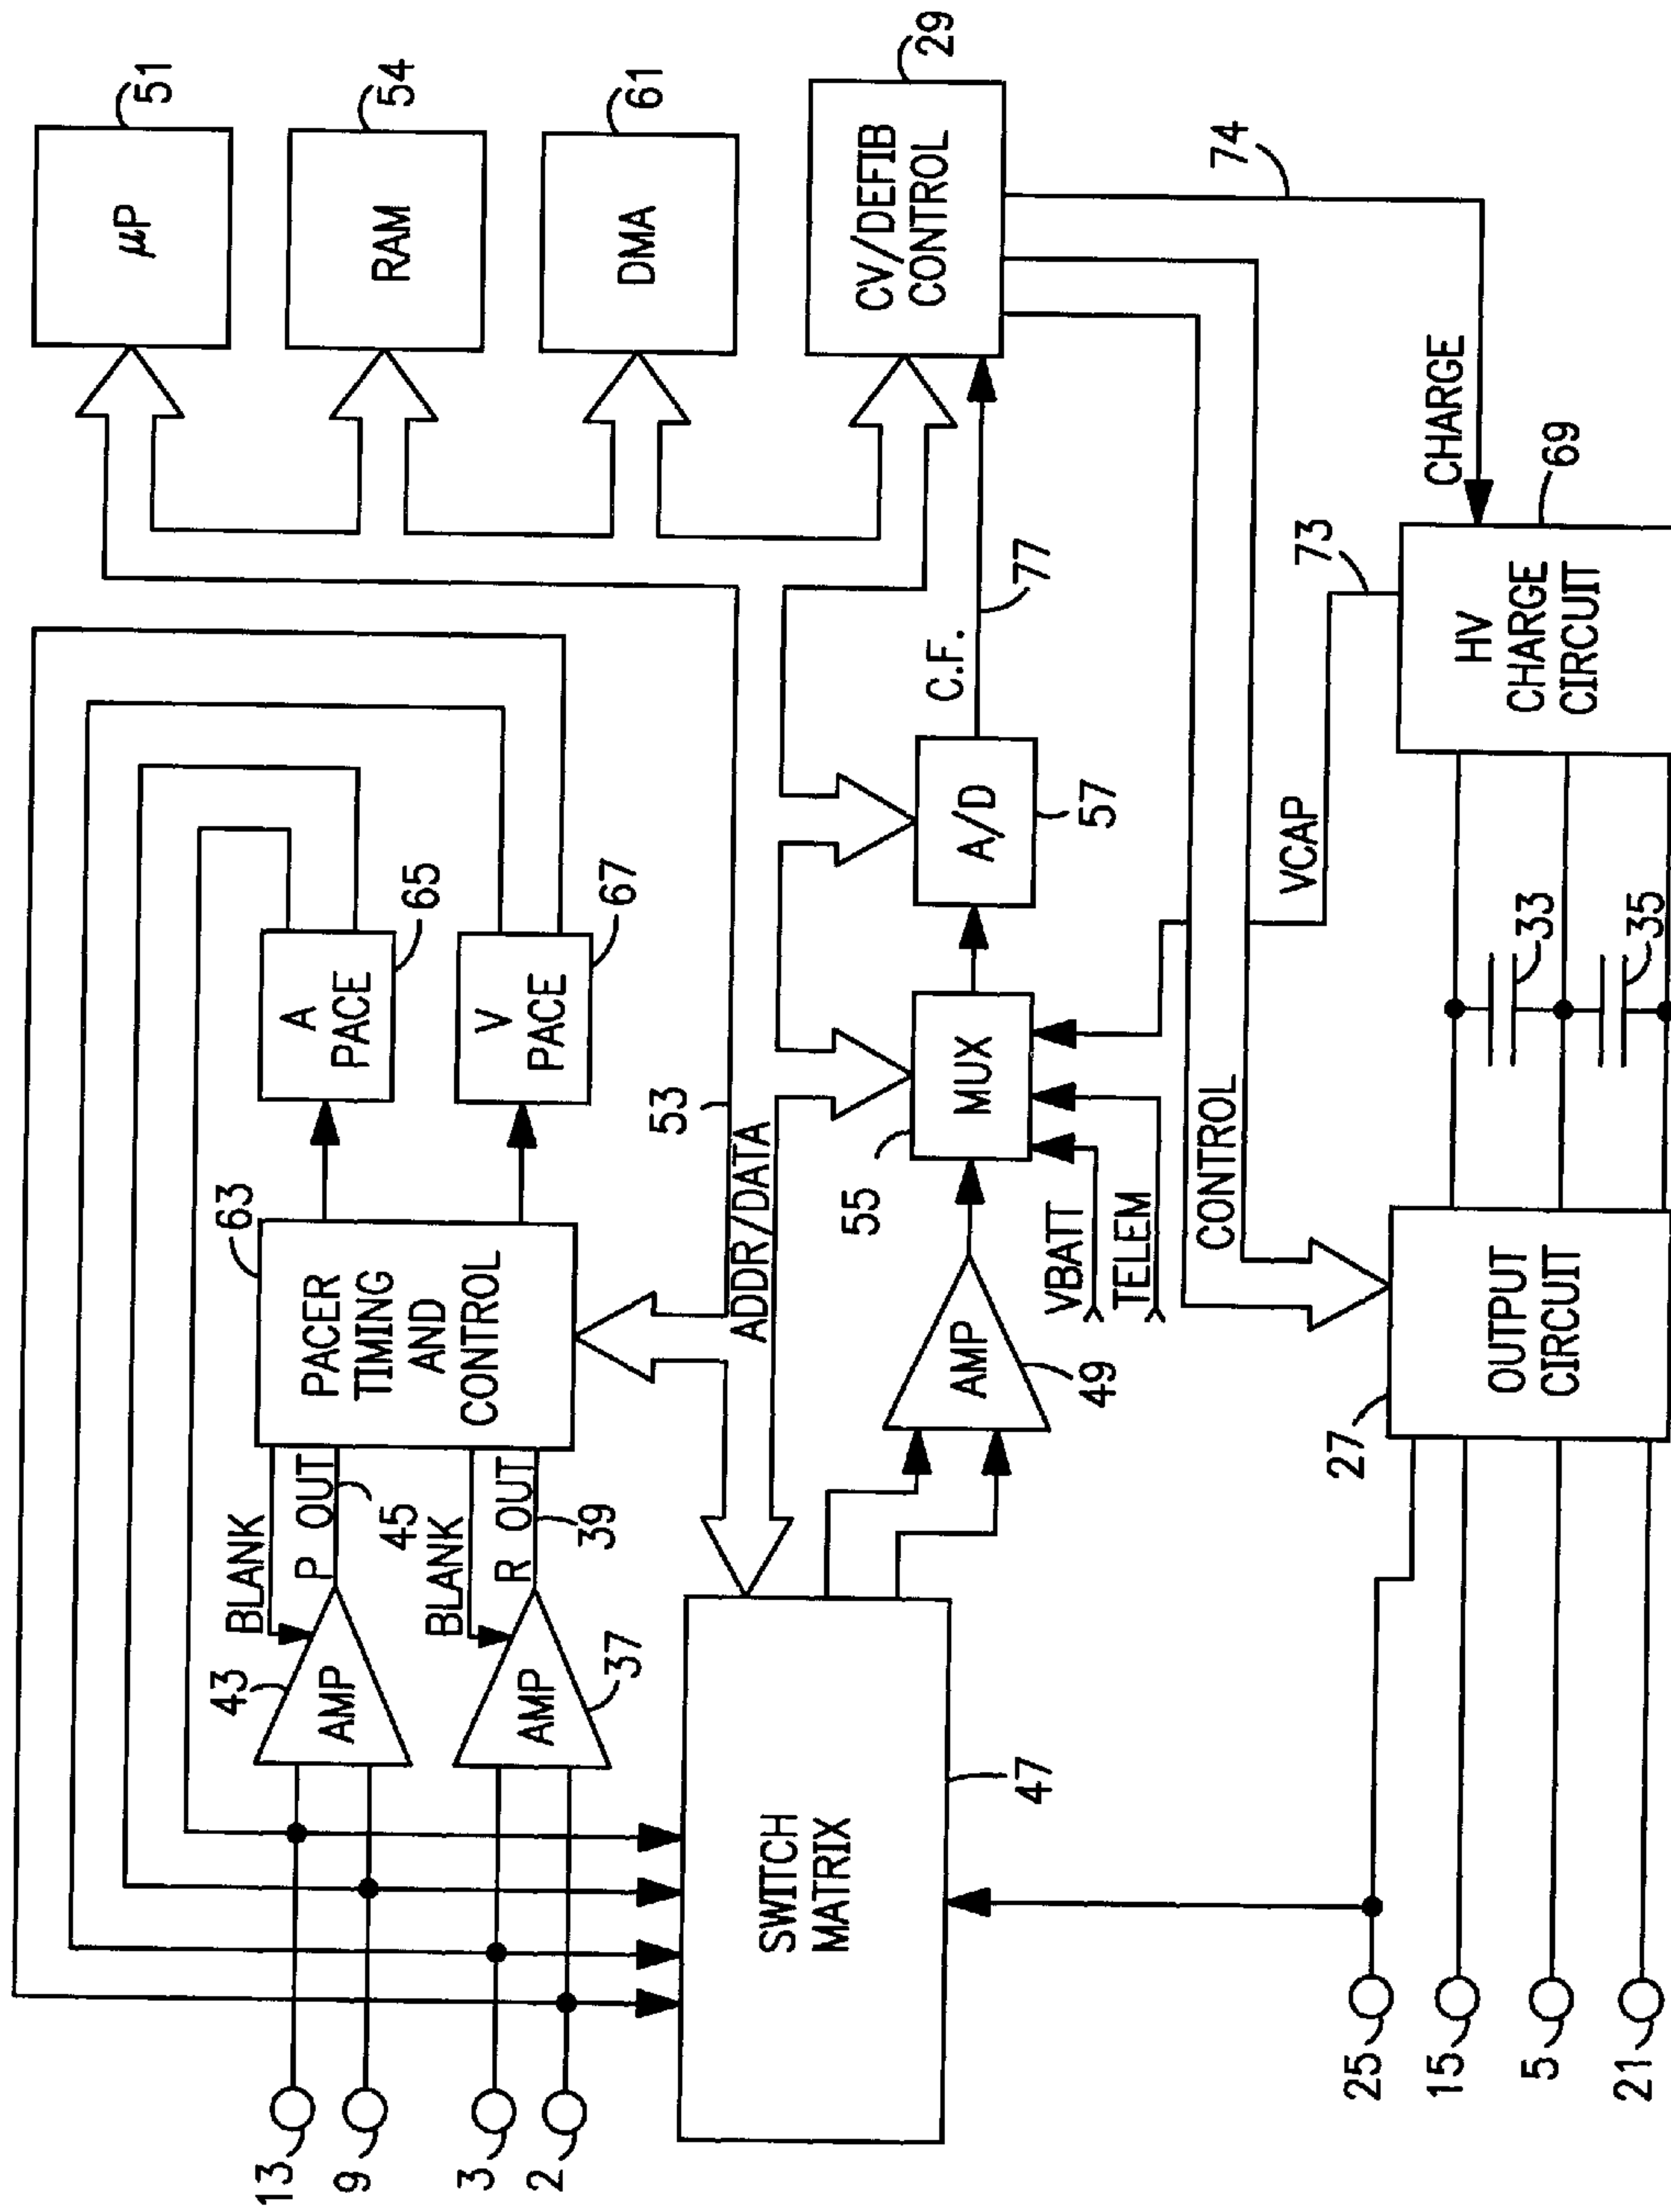 BLANK
P OUT
45
43
AMP
13
9
BLANK
R OUT
39
37
AMP
3
2
63
PACER
TIMING
AND
CONTROL
A
PACE
65
V
PACE
67
μP
51
RAM
54
DMA
61
53
ADDR/DATA
SWITCH
MATRIX
47
AMP
49
55
MUX
A/D
57
C.F.
77
CV/DEFIB
CONTROL
29
VBATT
TELEM
CONTROL
VCAP
73
74
CHARGE
25
15
5
21
27
OUTPUT
CIRCUIT
33
35
HV
CHARGE
CIRCUIT
69